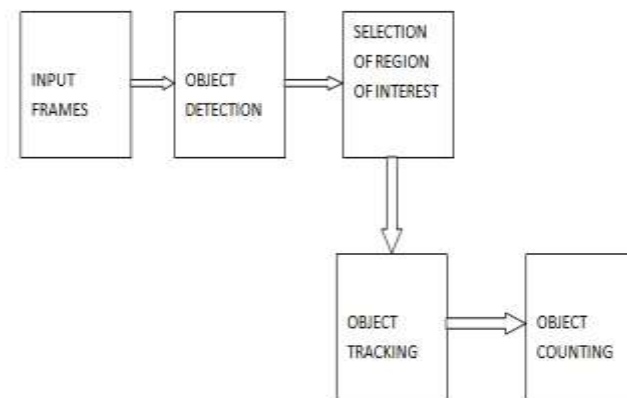 INPUT
FRAMES
OBJECT
DETECTION
SELECTION
OF REGION
OF INTEREST
OBJECT
TRACKING
OBJECT
COUNTING